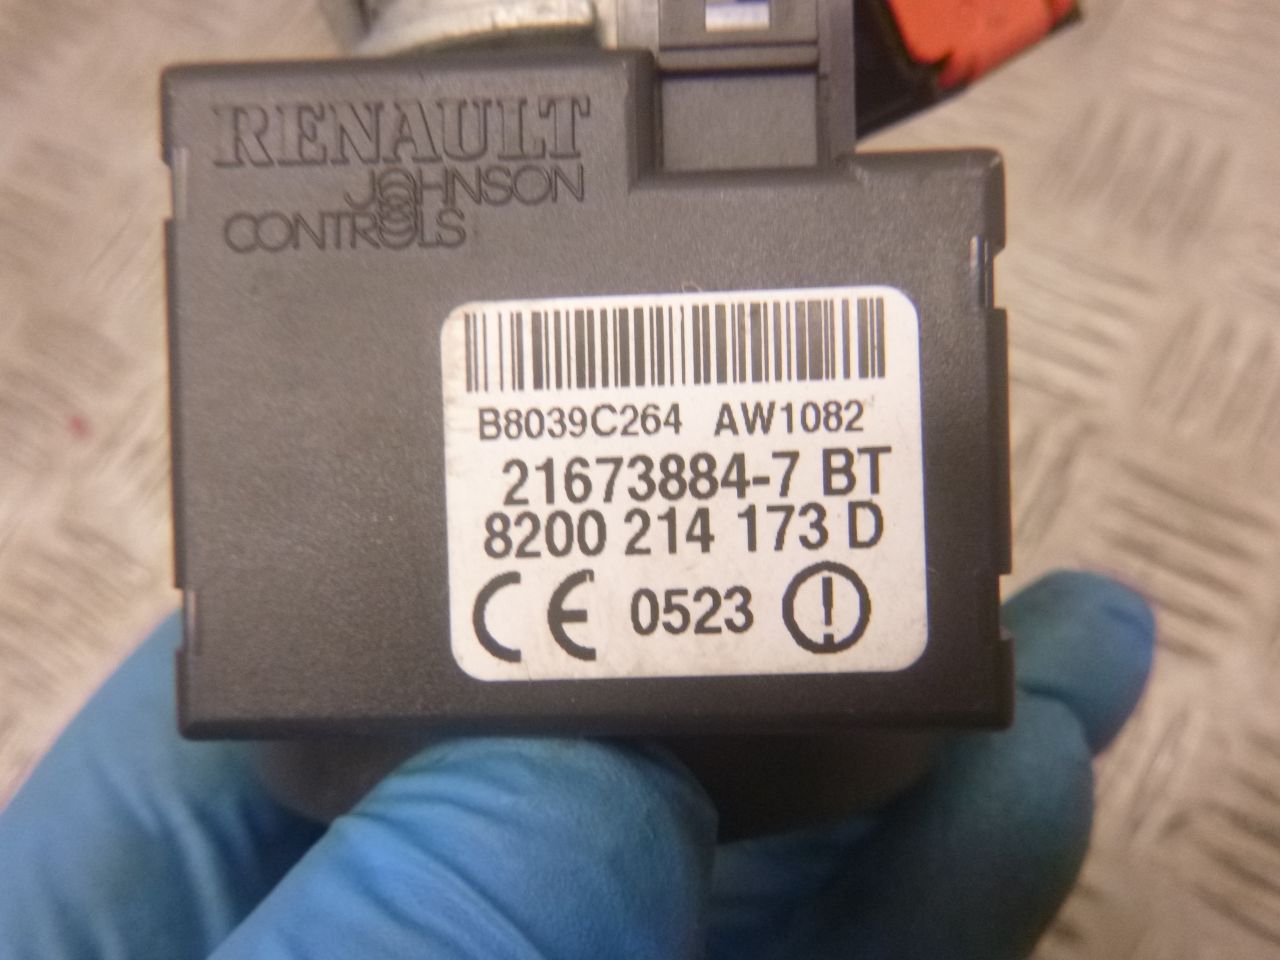 RENAULT
JOHNSON
CONTROLS
B8039C264 AW1082
21673884-7 BT
8200 214 173 D
CE 0523 !